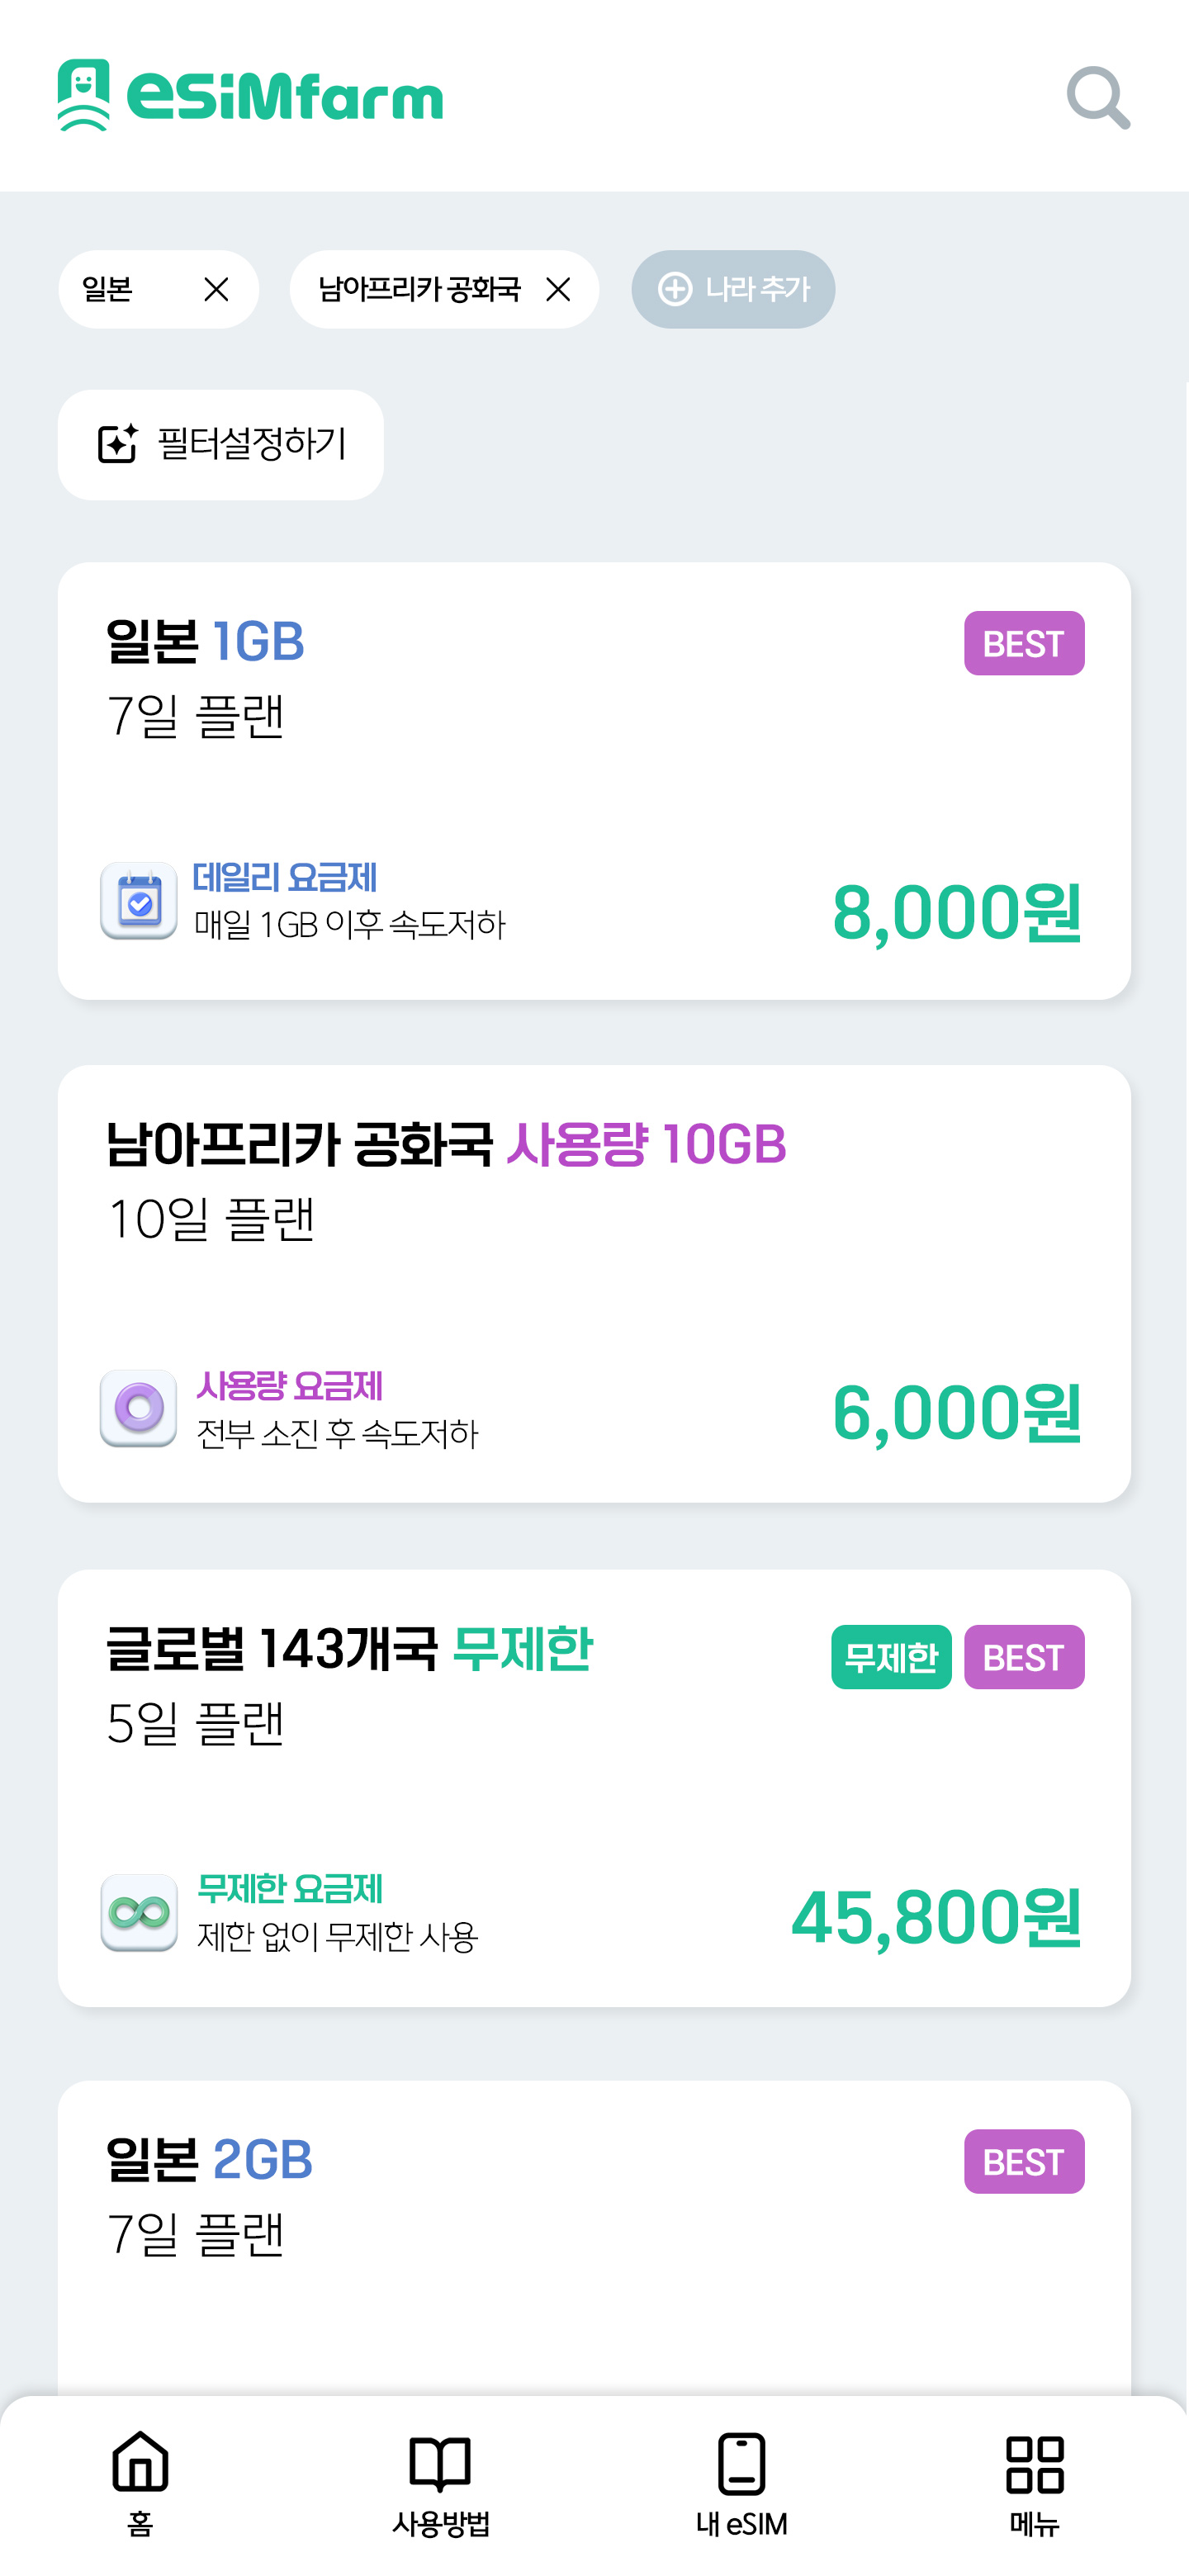 esiMfarm
일본
남아프리카 공화국
나라 추가
필터설정하기
일본 1GB
BEST
7일 플랜
데일리 요금제
매일 1GB 이후 속도저하
8,000원
남아프리카 공화국 사용량 10GB
10일 플랜
사용량 요금제
전부 소진 후 속도저하
6,000원
글로벌 143개국 무제한
무제한 BEST
5일 플랜
무제한 요금제
제한 없이 무제한 사용
45,800원
일본 2GB
BEST
7일 플랜
홈
사용방법
내 eSIM
메뉴